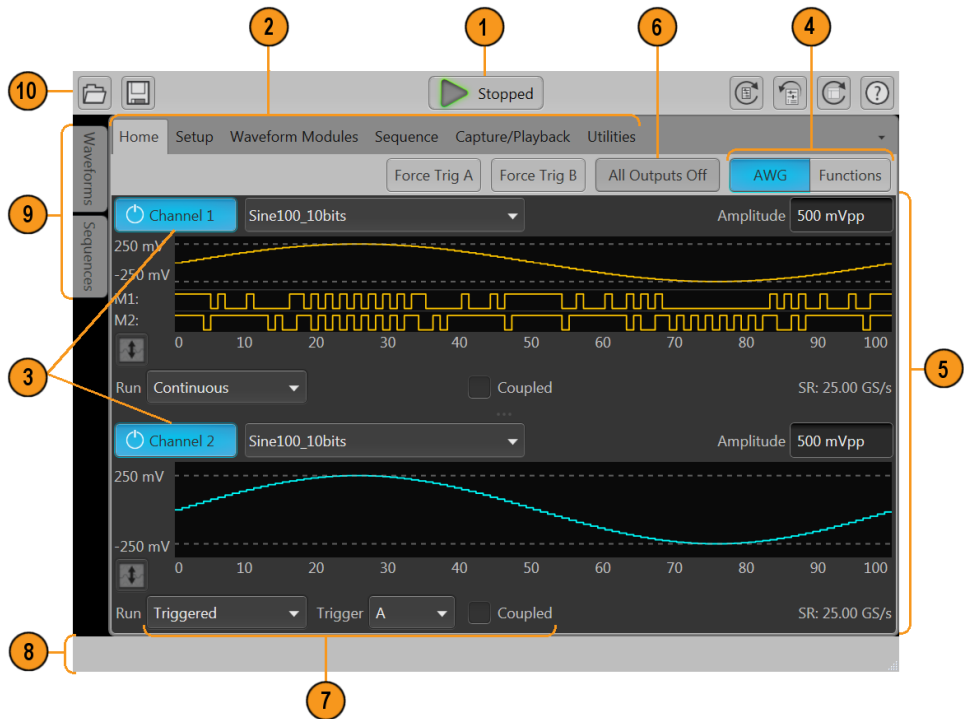 2
1
6
4
10
Stopped
Home Setup Waveform Modules Sequence Capture/Playback Utilities
Waveforms
Force Trig A Force Trig B All Outputs Off AWG Functions
9
Sequences
Channel 1 Sine100_10bits Amplitude 500 mVpp
250 mV
-250 mV
M1:
M2:
0 10 20 30 40 50 60 70 80 90 100
3
5
Run Continuous Coupled SR: 25.00 GS/s
Channel 2 Sine100_10bits Amplitude 500 mVpp
250 mV
-250 mV
0 10 20 30 40 50 60 70 80 90 100
Run Triggered Trigger A Coupled SR: 25.00 GS/s
8
7